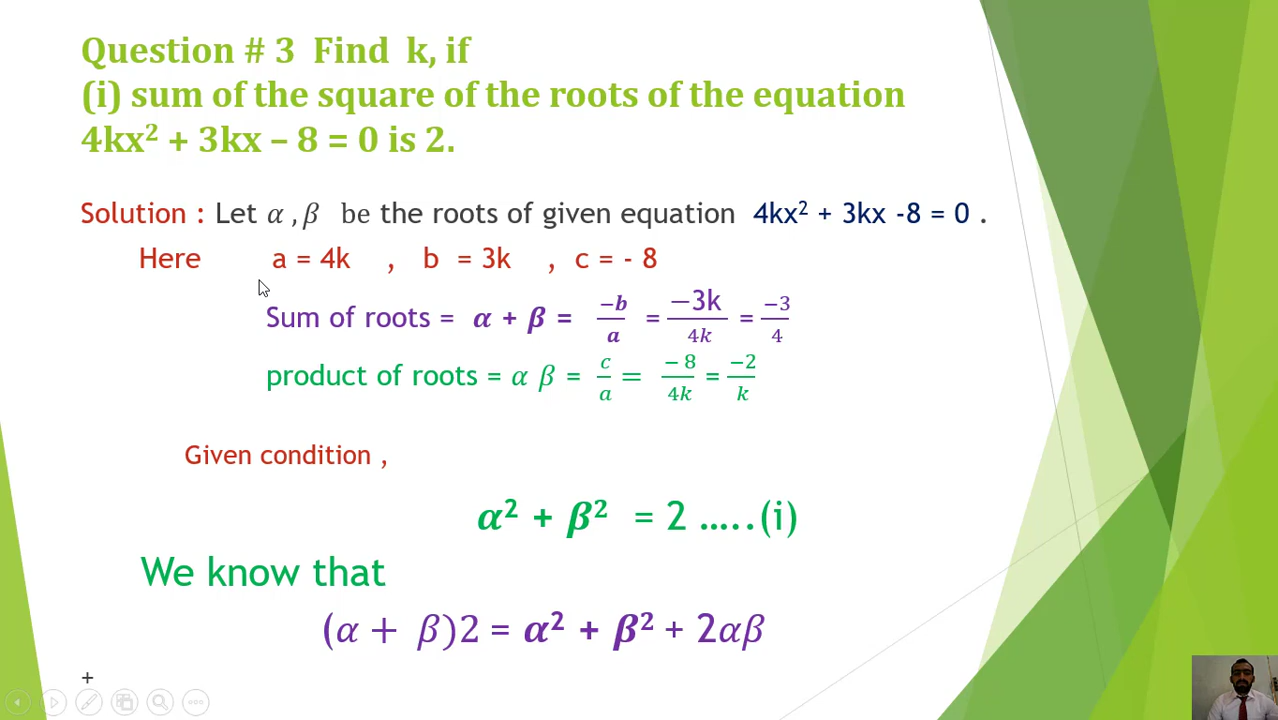 Question # 3 Find k, if
(i) sum of the square of the roots of the equation
4kx² + 3kx – 8 = 0 is 2.
Solution : Let α , β be the roots of given equation 4kx² + 3kx -8 = 0 .
Here a = 4k , b = 3k , c = - 8
Sum of roots = α + β = −b/a = −3k/4k = −3/4
product of roots = α β = c/a = − 8/4k = −2/k
Given condition ,
α² + β² = 2 …..(i)
We know that
(α + β)2 = α² + β² + 2αβ
+